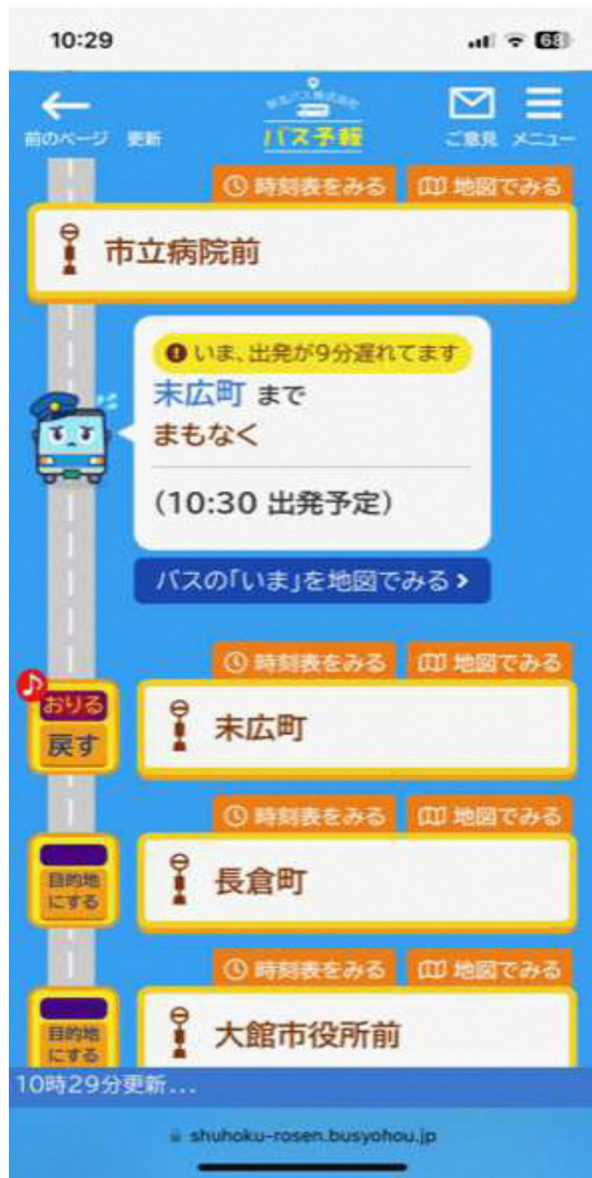 10:29
68
前のページ
更新
バス予報
ご意見
メニュー
時刻表をみる
地図でみる
市立病院前
いま、出発が9分遅れてます
末広町 まで
まもなく
(10:30 出発予定)
バスの「いま」を地図でみる
時刻表をみる
地図でみる
おりる
戻す
末広町
時刻表をみる
地図でみる
目的地
にする
長倉町
時刻表をみる
地図でみる
目的地
にする
大館市役所前
10時29分更新...
shuhoku-rosen.busyohou.jp